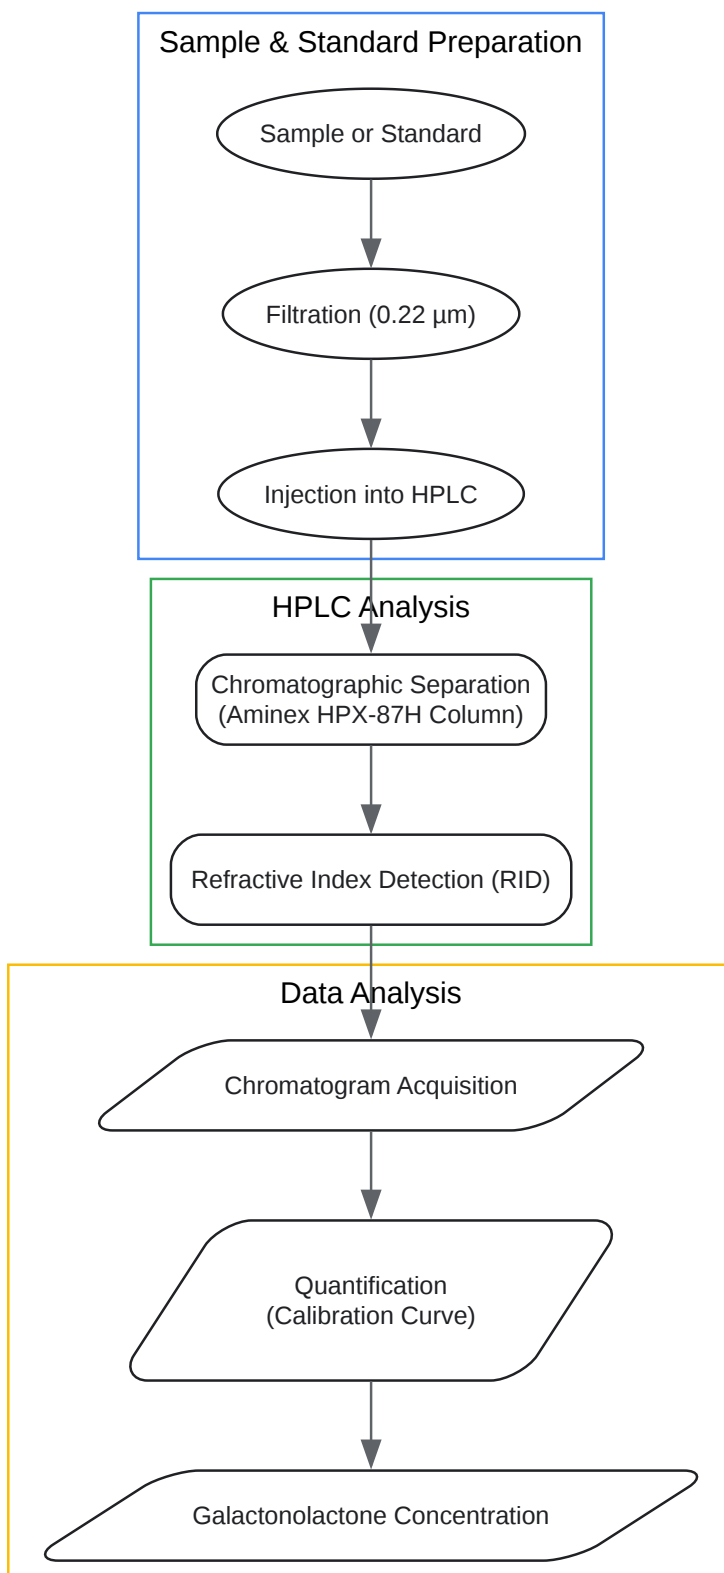 Sample & Standard Preparation
Sample or Standard
Filtration (0.22 µm)
Injection into HPLC
HPLC Analysis
Chromatographic Separation
(Aminex HPX-87H Column)
Refractive Index Detection (RID)
Data Analysis
Chromatogram Acquisition
Quantification
(Calibration Curve)
Galactonolactone Concentration